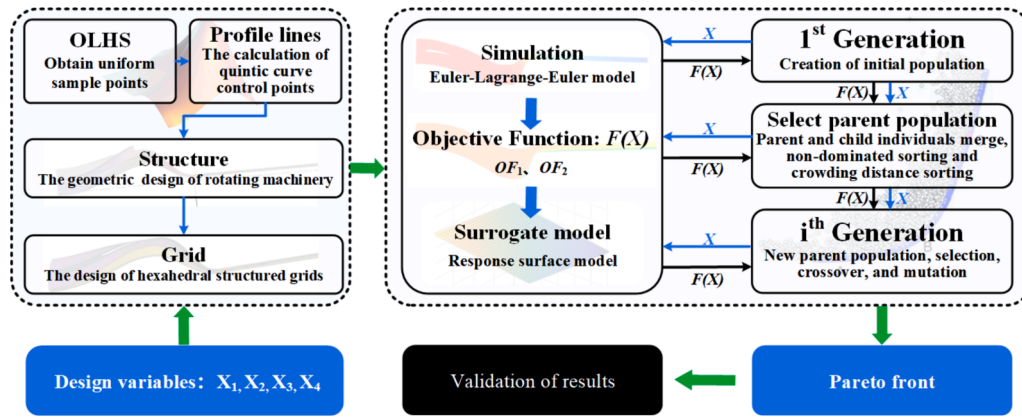 OLHS
Obtain uniform
sample points
Profile lines
The calculation of
quintic curve
control points
Structure
The geometric design of rotating machinery
Grid
The design of hexahedral structured grids
Design variables: X₁, X₂, X₃, X₄
Simulation
Euler-Lagrange-Euler model
Objective Function: F(X)
OF₁、OF₂
Surrogate model
Response surface model
X
F(X)
X
F(X)
X
F(X)
1st Generation
Creation of initial population
F(X) X
Select parent population
Parent and child individuals merge,
non-dominated sorting and
crowding distance sorting
F(X) X
ith Generation
New parent population, selection,
crossover, and mutation
Validation of results
Pareto front